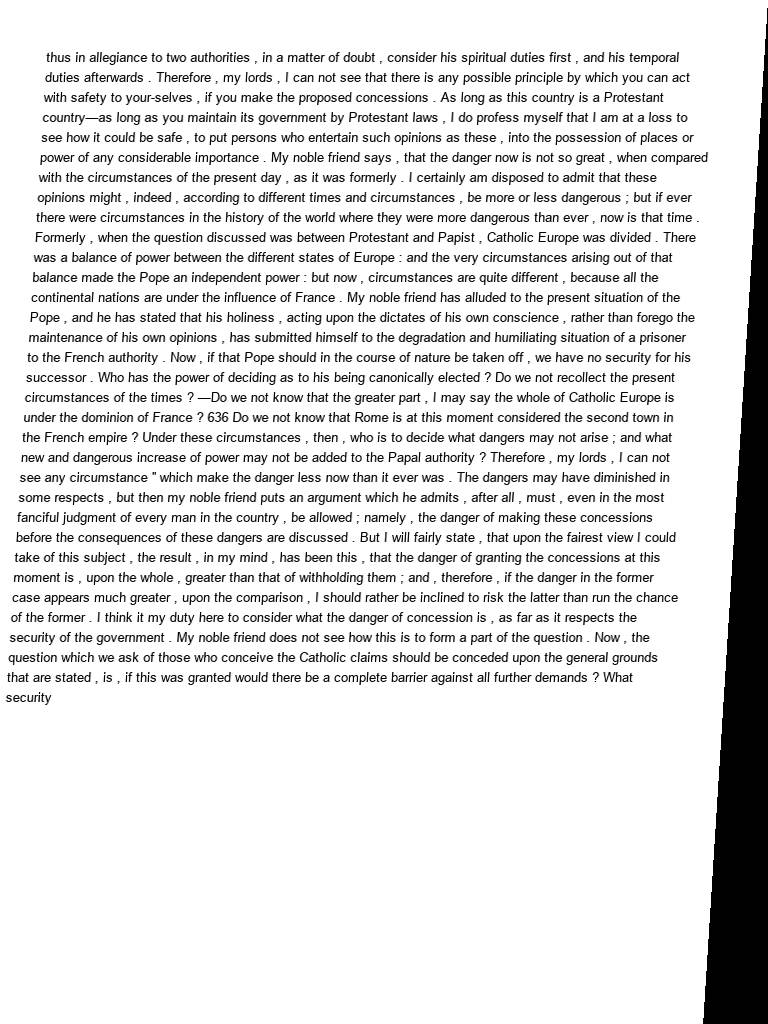 thus in allegiance to two authorities , in a matter of doubt , consider his spiritual duties first , and his temporal
duties afterwards . Therefore , my lords , I can not see that there is any possible principle by which you can act
with safety to your-selves , if you make the proposed concessions . As long as this country is a Protestant
country—as long as you maintain its government by Protestant laws , I do profess myself that I am at a loss to
see how it could be safe , to put persons who entertain such opinions as these , into the possession of places or
power of any considerable importance . My noble friend says , that the danger now is not so great , when compared
with the circumstances of the present day , as it was formerly . I certainly am disposed to admit that these
opinions might , indeed , according to different times and circumstances , be more or less dangerous ; but if ever
there were circumstances in the history of the world where they were more dangerous than ever , now is that time .
Formerly , when the question discussed was between Protestant and Papist , Catholic Europe was divided . There
was a balance of power between the different states of Europe : and the very circumstances arising out of that
balance made the Pope an independent power : but now , circumstances are quite different , because all the
continental nations are under the influence of France . My noble friend has alluded to the present situation of the
Pope , and he has stated that his holiness , acting upon the dictates of his own conscience , rather than forego the
maintenance of his own opinions , has submitted himself to the degradation and humiliating situation of a prisoner
to the French authority . Now , if that Pope should in the course of nature be taken off , we have no security for his
successor . Who has the power of deciding as to his being canonically elected ? Do we not recollect the present
circumstances of the times ? —Do we not know that the greater part , I may say the whole of Catholic Europe is
under the dominion of France ? 636 Do we not know that Rome is at this moment considered the second town in
the French empire ? Under these circumstances , then , who is to decide what dangers may not arise ; and what
new and dangerous increase of power may not be added to the Papal authority ? Therefore , my lords , I can not
see any circumstance " which make the danger less now than it ever was . The dangers may have diminished in
some respects , but then my noble friend puts an argument which he admits , after all , must , even in the most
fanciful judgment of every man in the country , be allowed ; namely , the danger of making these concessions
before the consequences of these dangers are discussed . But I will fairly state , that upon the fairest view I could
take of this subject , the result , in my mind , has been this , that the danger of granting the concessions at this
moment is , upon the whole , greater than that of withholding them ; and , therefore , if the danger in the former
case appears much greater , upon the comparison , I should rather be inclined to risk the latter than run the chance
of the former . I think it my duty here to consider what the danger of concession is , as far as it respects the
security of the government . My noble friend does not see how this is to form a part of the question . Now , the
question which we ask of those who conceive the Catholic claims should be conceded upon the general grounds
that are stated , is , if this was granted would there be a complete barrier against all further demands ? What
security